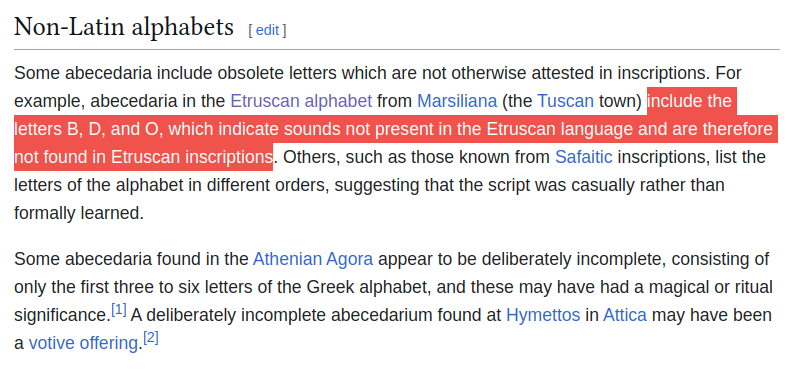 Non-Latin alphabets [ edit ]
Some abecedaria include obsolete letters which are not otherwise attested in inscriptions. For
example, abecedaria in the Etruscan alphabet from Marsiliana (the Tuscan town) include the
letters B, D, and O, which indicate sounds not present in the Etruscan language and are therefore
not found in Etruscan inscriptions. Others, such as those known from Safaitic inscriptions, list the
letters of the alphabet in different orders, suggesting that the script was casually rather than
formally learned.
Some abecedaria found in the Athenian Agora appear to be deliberately incomplete, consisting of
only the first three to six letters of the Greek alphabet, and these may have had a magical or ritual
significance.[1] A deliberately incomplete abecedarium found at Hymettos in Attica may have been
a votive offering.[2]